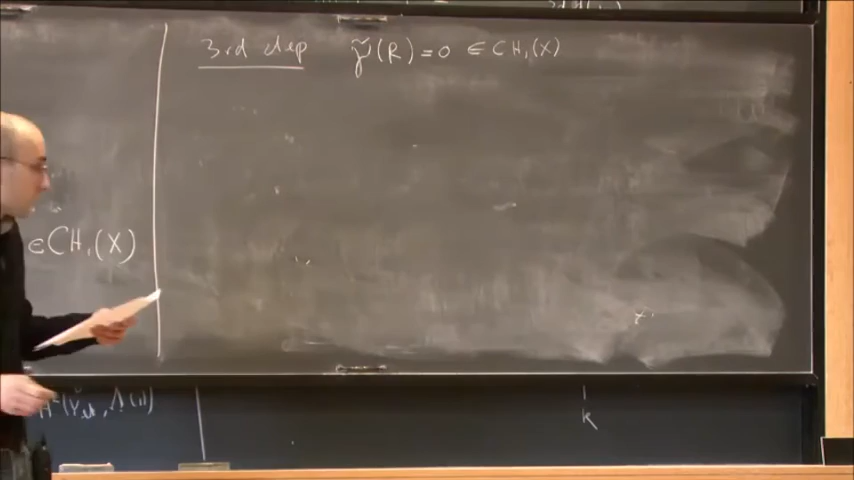 3rd step γ̃(R) = 0 ∈ CH₁(X)
∈ CH₁(X)
k